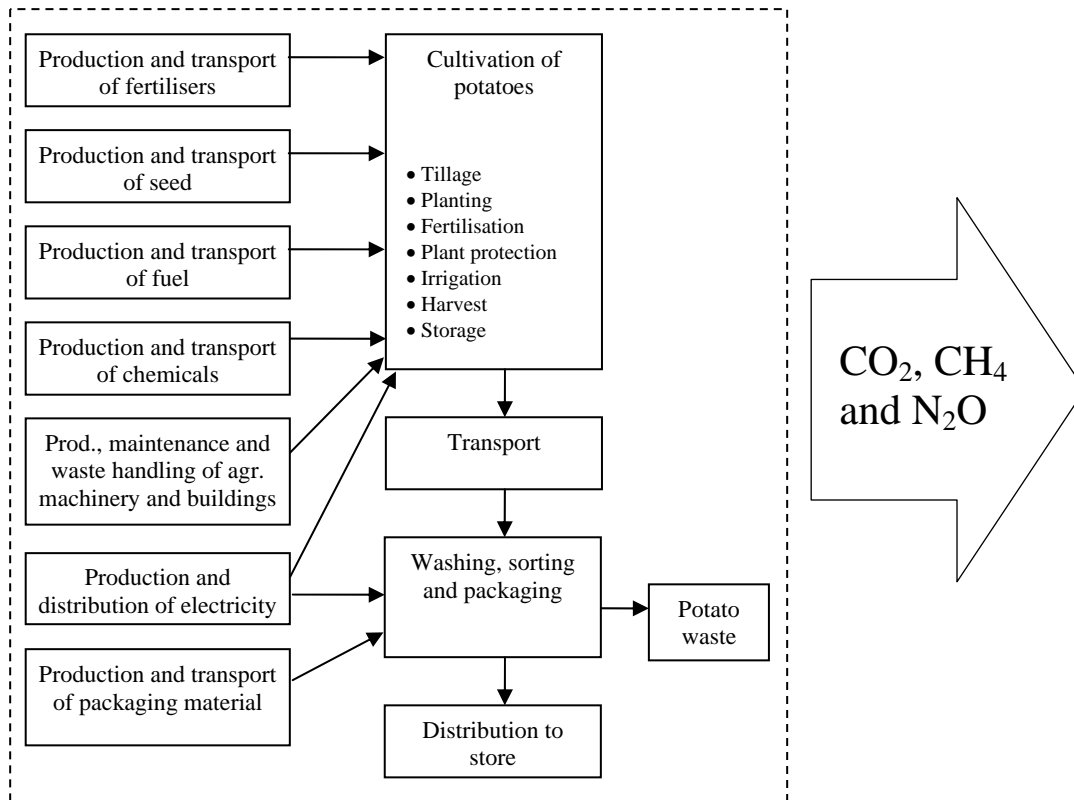 Production and transport
of fertilisers
Production and transport
of seed
Production and transport
of fuel
Production and transport
of chemicals
Prod., maintenance and
waste handling of agr.
machinery and buildings
Production and
distribution of electricity
Production and transport
of packaging material
Cultivation of
potatoes
• Tillage
• Planting
• Fertilisation
• Plant protection
• Irrigation
• Harvest
• Storage
Transport
Washing, sorting
and packaging
Potato
waste
Distribution to
store
CO₂, CH₄
and N₂O